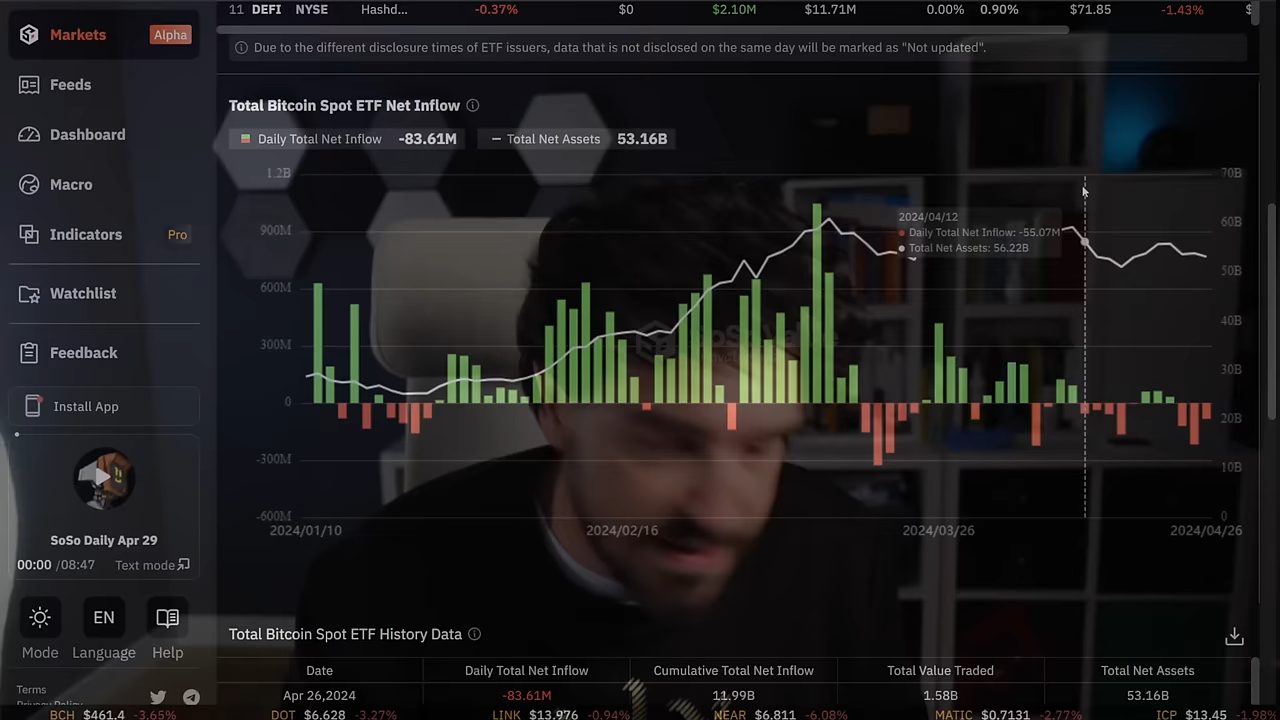 11 DEFI NYSE Hashd... -0.37% $0 $2.10M $11.71M 0.00% 0.90% $71.85 -1.43% $
Markets Alpha
Due to the different disclosure times of ETF issuers, data that is not disclosed on the same day will be marked as "Not updated".
Feeds
Total Bitcoin Spot ETF Net Inflow
Dashboard
Daily Total Net Inflow -83.61M Total Net Assets 53.16B
1.2B 70B
Macro
2024/04/12
900M 60B
Daily Total Net Inflow: -55.07M
Indicators Pro
Total Net Assets: 56.22B
50B
600M
Watchlist
40B
300M
Feedback
30B
0
Install App
20B
-300M
10B
-600M 0
2024/01/10 2024/02/16 2024/03/26 2024/04/26
SoSo Daily Apr 29
00:00 /08:47 Text mode
EN
Total Bitcoin Spot ETF History Data
Mode Language Help
Date Daily Total Net Inflow Cumulative Total Net Inflow Total Value Traded Total Net Assets
Terms
Apr 26,2024 -83.61M 11.99B 1.58B 53.16B
Privacy Policy
BCH $461.4 -3.65% DOT $6.628 -3.27% LINK $13.976 -0.94% NEAR $6.811 -6.08% MATIC $0.7131 -2.77% ICP $13.45 -1.98%